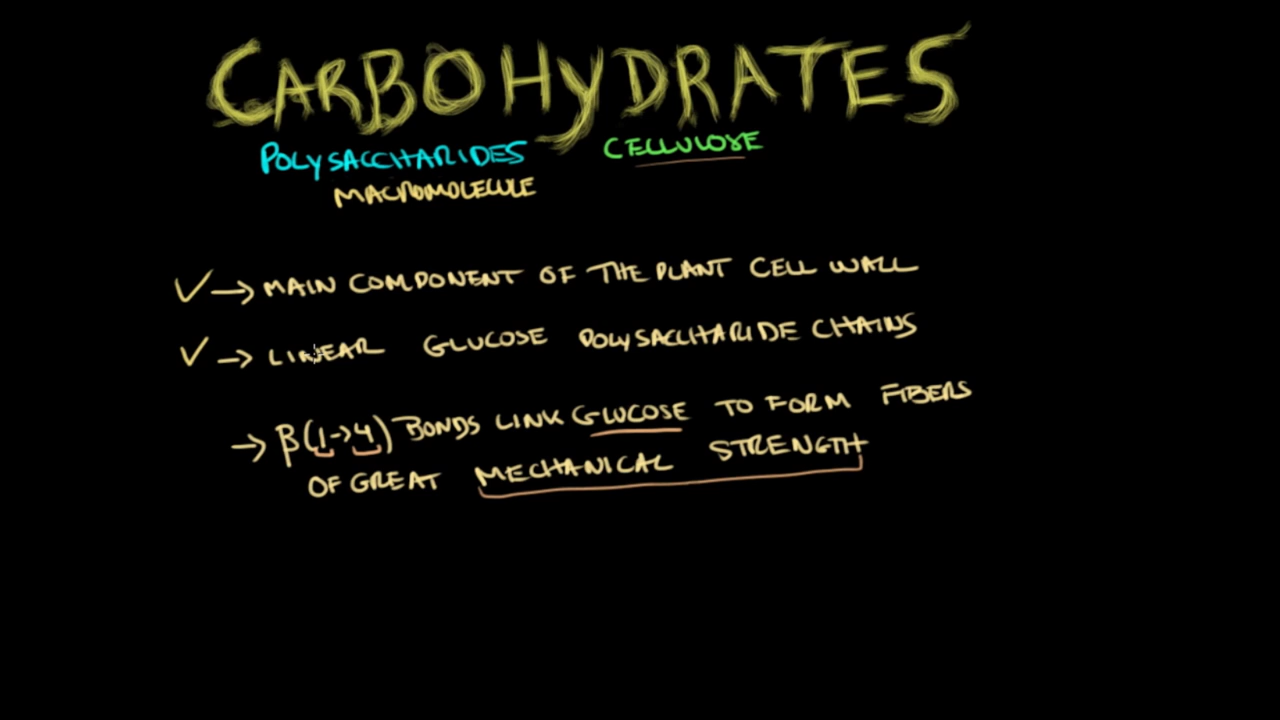 CARBOHYDRATES
POLYSACCHARIDES CELLULOSE
MACROMOLECULE
✓ → MAIN COMPONENT OF THE PLANT CELL WALL
✓ → LINEAR GLUCOSE POLYSACCHARIDE CHAINS
→ β(1→4) BONDS LINK GLUCOSE TO FORM FIBERS
OF GREAT MECHANICAL STRENGTH